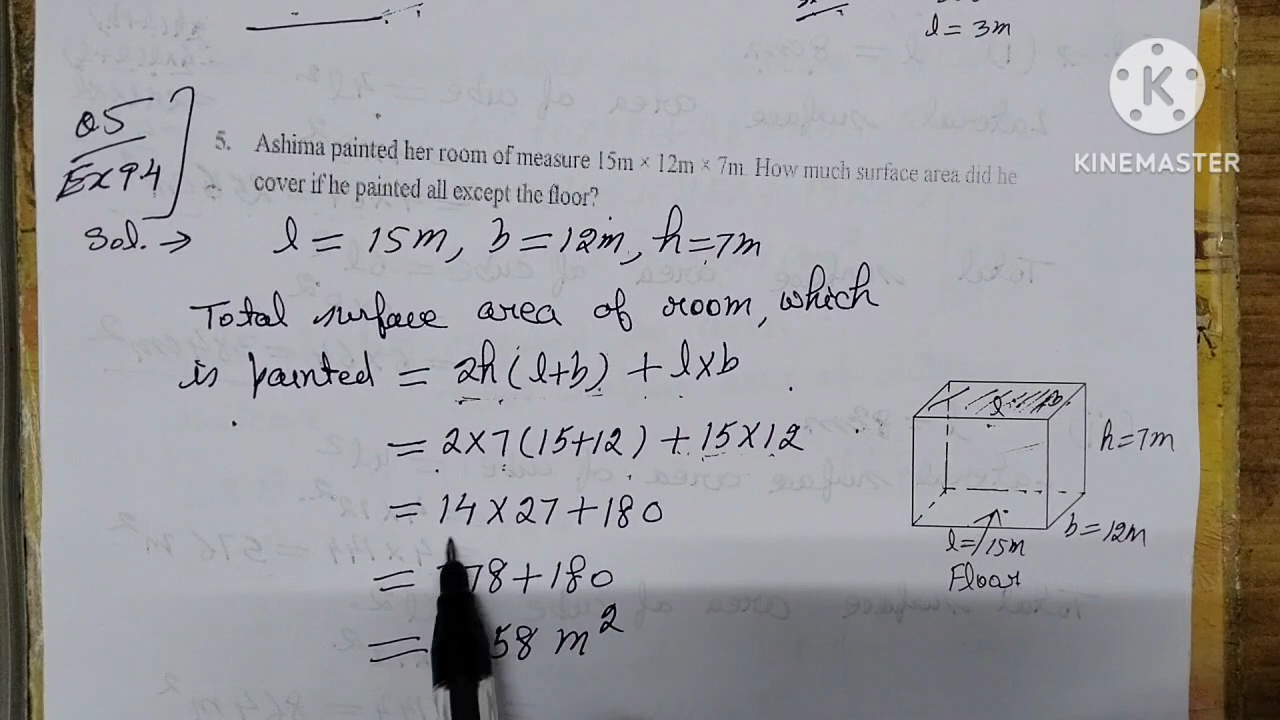 l = 3m
K
KINEMASTER
Q5
Ex 9.4
5. Ashima painted her room of measure 15m × 12m × 7m. How much surface area did he
cover if he painted all except the floor?
Sol. → l = 15m, b = 12m, h = 7m
Total surface area of room, which
is painted = 2h(l+b) + l×b
= 2×7(15+12) + 15×12
= 14×27+180
= 78+180
= 58 m²
l
h=7m
b=12m
l=15m
Floar